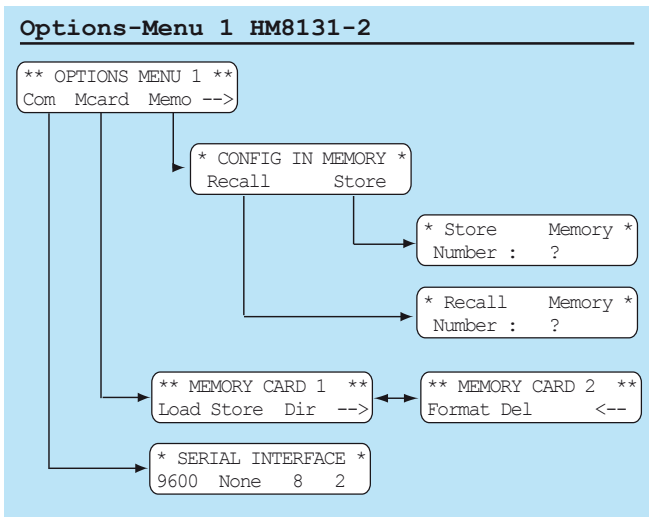 Options-Menu 1 HM8131-2
** OPTIONS MENU 1 **
Com Mcard Memo -->
* CONFIG IN MEMORY *
Recall Store
* Store Memory *
Number : ?
* Recall Memory *
Number : ?
** MEMORY CARD 1 **
Load Store Dir -->
** MEMORY CARD 2 **
Format Del <--
* SERIAL INTERFACE *
9600 None 8 2